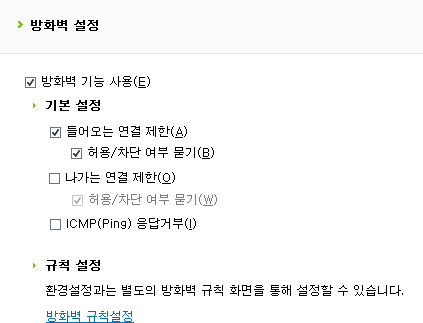 방화벽 설정
방화벽 기능 사용(E)
기본 설정
들어오는 연결 제한(A)
허용/차단 여부 묻기(B)
나가는 연결 제한(O)
허용/차단 여부 묻기(W)
ICMP(Ping) 응답거부(I)
규칙 설정
환경설정과는 별도의 방화벽 규칙 화면을 통해 설정할 수 있습니다.
방화벽 규칙설정